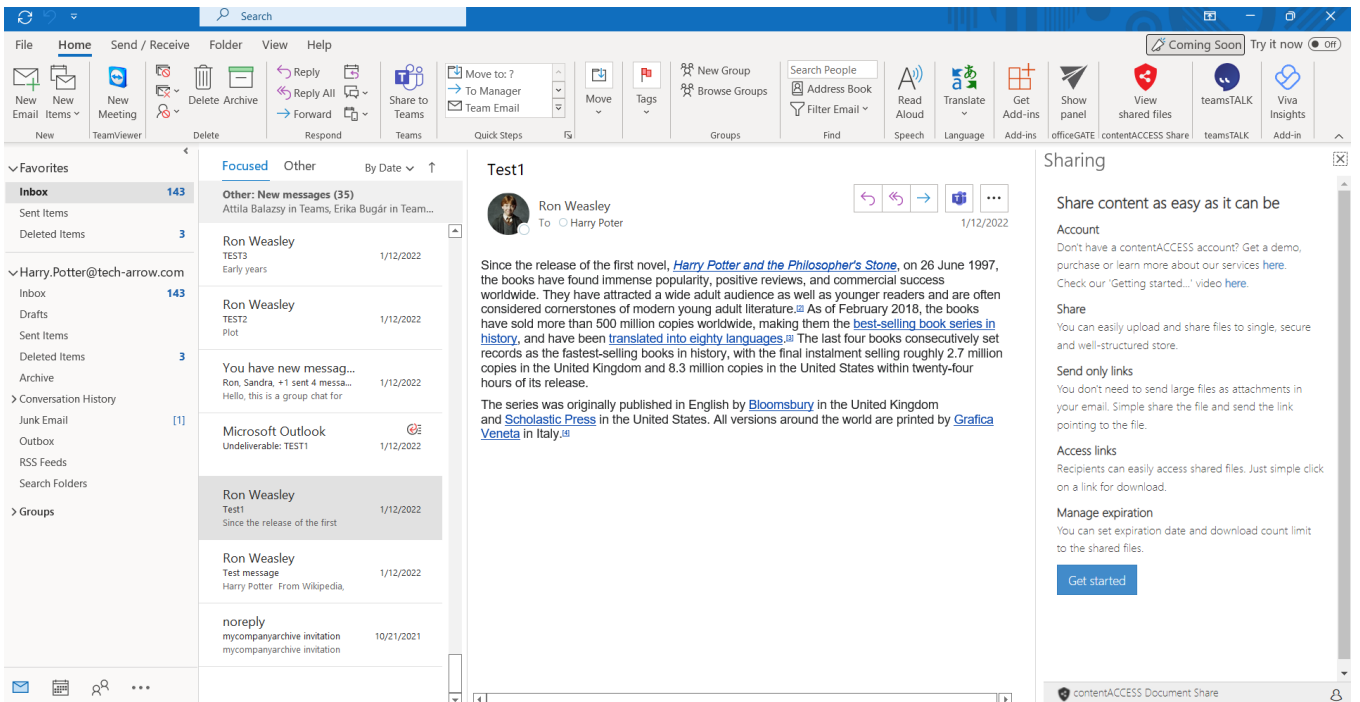 Search
File Home Send / Receive Folder View Help
Coming Soon Try it now Off
New Email
New Items
New Meeting
Delete Archive
Reply
Reply All
Forward
Share to Teams
Move to: ?
To Manager
Team Email
Move
Tags
New Group
Browse Groups
Search People
Address Book
Filter Email
Read Aloud
Translate
Get Add-ins
Show panel
View shared files
teamsTALK
Viva Insights
New TeamViewer Delete Respond Teams Quick Steps Groups Find Speech Language Add-ins officeGATE contentACCESS Share teamsTALK Add-in
Favorites
Inbox 143
Sent Items
Deleted Items 3
Harry.Potter@tech-arrow.com
Inbox 143
Drafts
Sent Items
Deleted Items 3
Archive
Conversation History
Junk Email [1]
Outbox
RSS Feeds
Search Folders
Groups
Focused Other By Date
Other: New messages (35)
Attila Balazsy in Teams, Erika Bugár in Team...
Ron Weasley
TEST3 1/12/2022
Early years
Ron Weasley
TEST2 1/12/2022
Plot
You have new messag...
Ron, Sandra, +1 sent 4 messa... 1/12/2022
Hello, this is a group chat for
Microsoft Outlook
Undeliverable: TEST1 1/12/2022
Ron Weasley
Test1 1/12/2022
Since the release of the first
Ron Weasley
Test message 1/12/2022
Harry Potter From Wikipedia,
noreply
mycompanyarchive invitation 10/21/2021
mycompanyarchive invitation
Test1
Ron Weasley
To Harry Poter
1/12/2022
Since the release of the first novel, Harry Potter and the Philosopher's Stone, on 26 June 1997,
the books have found immense popularity, positive reviews, and commercial success
worldwide. They have attracted a wide adult audience as well as younger readers and are often
considered cornerstones of modern young adult literature.[2] As of February 2018, the books
have sold more than 500 million copies worldwide, making them the best-selling book series in
history, and have been translated into eighty languages.[3] The last four books consecutively set
records as the fastest-selling books in history, with the final instalment selling roughly 2.7 million
copies in the United Kingdom and 8.3 million copies in the United States within twenty-four
hours of its release.
The series was originally published in English by Bloomsbury in the United Kingdom
and Scholastic Press in the United States. All versions around the world are printed by Grafica
Veneta in Italy.[4]
Sharing
Share content as easy as it can be
Account
Don't have a contentACCESS account? Get a demo,
purchase or learn more about our services here.
Check our 'Getting started...' video here.
Share
You can easily upload and share files to single, secure
and well-structured store.
Send only links
You don't need to send large files as attachments in
your email. Simple share the file and send the link
pointing to the file.
Access links
Recipients can easily access shared files. Just simple click
on a link for download.
Manage expiration
You can set expiration date and download count limit
to the shared files.
Get started
contentACCESS Document Share